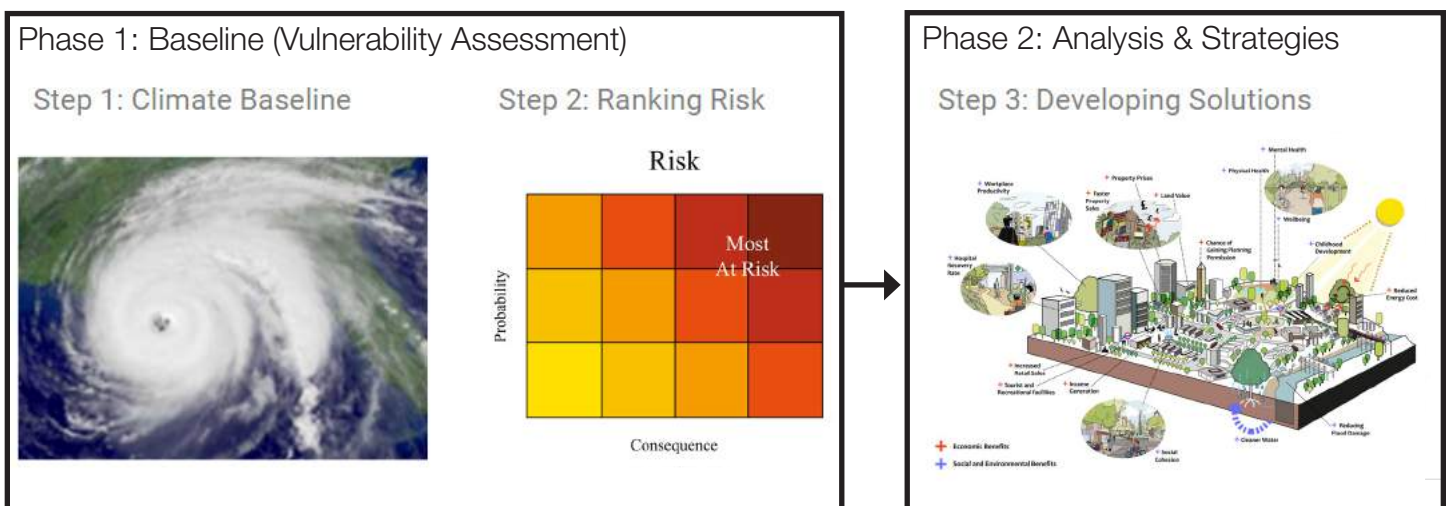 Phase 1: Baseline (Vulnerability Assessment)
Step 1: Climate Baseline
Step 2: Ranking Risk
Risk
Most
At Risk
Probability
Consequence
Phase 2: Analysis & Strategies
Step 3: Developing Solutions
+ Mental Health
+ Physical Health
+ Property Prices
+ Workplace
Productivity
+ Faster
Property
Sales
+ Land Value
+ Wellbeing
+ Chance of
Gaining Planning
Permission
+ Childhood
Development
+ Hospital
Recovery
Rate
+ Reduced
Energy Cost
+ Increased
Retail Sales
+ Tourist and
Recreational Facilities
+ Income
Generation
+ Social
Cohesion
+ Cleaner Water
+ Reducing
Flood Damage
+ Economic Benefits
+ Social and Environmental Benefits